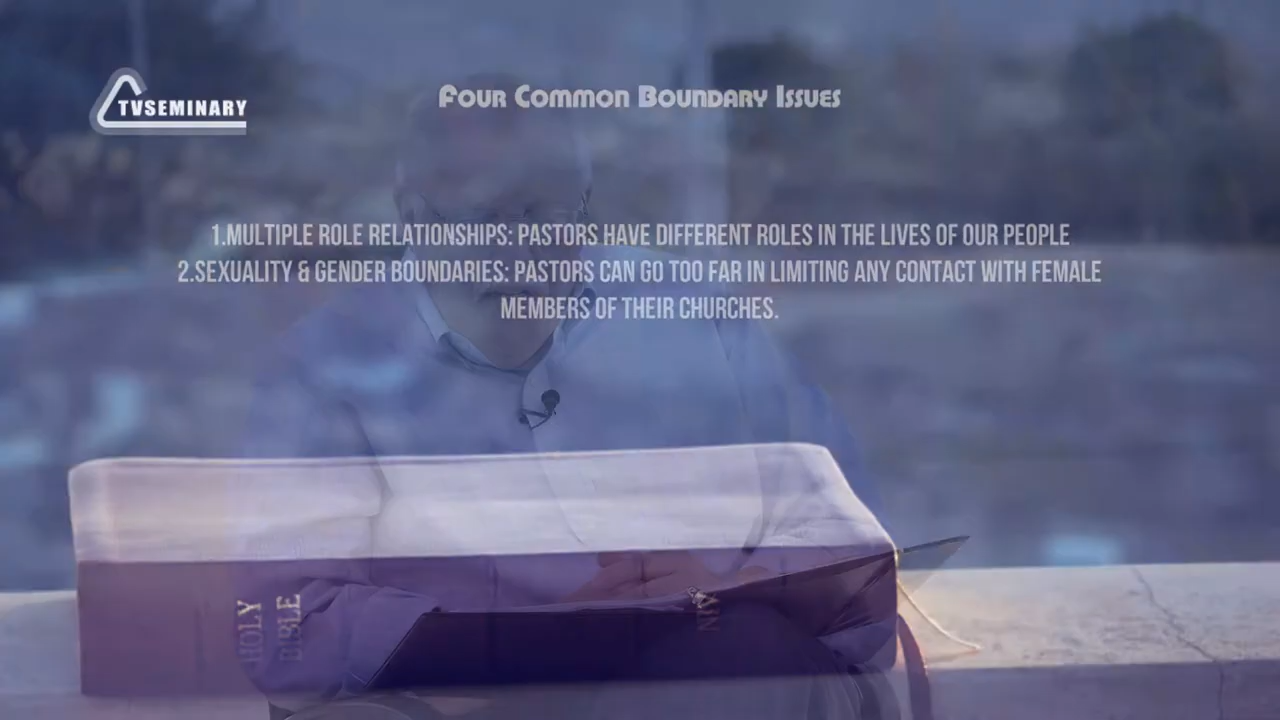 TVSEMINARY
Four Common Boundary Issues
1.MULTIPLE ROLE RELATIONSHIPS: PASTORS HAVE DIFFERENT ROLES IN THE LIVES OF OUR PEOPLE
2.SEXUALITY & GENDER BOUNDARIES: PASTORS CAN GO TOO FAR IN LIMITING ANY CONTACT WITH FEMALE
MEMBERS OF THEIR CHURCHES.
HOLY
BIBLE
NIV